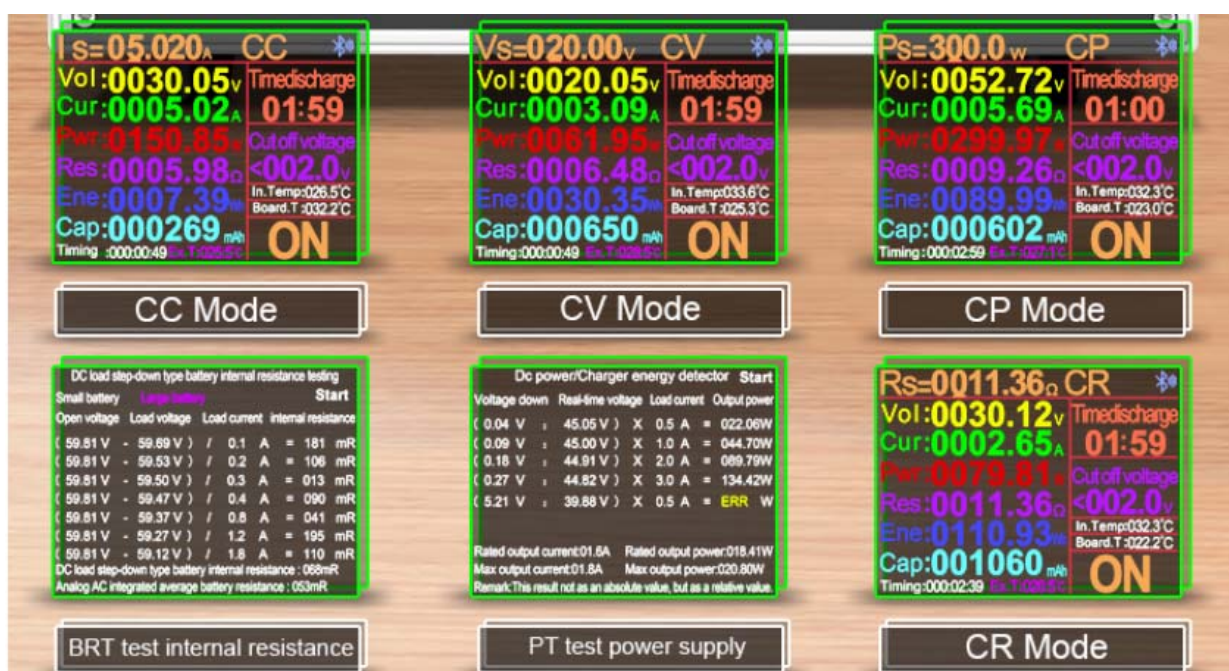 I s=05.020A CC
Vol:0030.05v
Cur:0005.02A
Pwr:0150.85w
Res:0005.98Ω
Ene:0007.39Wh
Cap:000269 mAh
Timing :000:00:49 Ex.T:025.5°C
Timedischarge
01:59
Cutoff voltage
<002.0v
In.Temp:026.5°C
Board.T :032.2°C
ON
CC Mode
Vs=020.00v CV
Vol:0020.05v
Cur:0003.09A
Pwr:0061.95w
Res:0006.48Ω
Ene:0030.35Wh
Cap:000650 mAh
Timing:000:00:49 Ex.T:028.5°C
Timedischarge
01:59
Cutoff voltage
<002.0v
In.Temp:033.6°C
Board.T :025.3°C
ON
CV Mode
Ps=300.0 w CP
Vol:0052.72v
Cur:0005.69A
Pwr:0299.97w
Res:0009.26Ω
Ene:0089.99Wh
Cap:000602 mAh
Timing:000:02:59 Ex.T:027.1°C
Timedischarge
01:00
Cutoff voltage
<002.0v
In.Temp:032.3°C
Board.T :023.0°C
ON
CP Mode
DC load step-down type battery internal resistance testing
Small battery Large battery Start
Open voltage Load voltage Load current internal resistance
( 59.81 V - 59.69 V ) / 0.1 A = 181 mR
( 59.81 V - 59.53 V ) / 0.2 A = 106 mR
( 59.81 V - 59.50 V ) / 0.3 A = 013 mR
( 59.81 V - 59.47 V ) / 0.4 A = 090 mR
( 59.81 V - 59.37 V ) / 0.8 A = 041 mR
( 59.81 V - 59.27 V ) / 1.2 A = 195 mR
( 59.81 V - 59.12 V ) / 1.8 A = 110 mR
DC load step-down type battery internal resistance : 068mR
Analog AC integrated average battery resistance : 053mR
BRT test internal resistance
Dc power/Charger energy detector Start
Voltage down Real-time voltage Load current Output power
( 0.04 V : 45.05 V ) X 0.5 A = 022.06W
( 0.09 V : 45.00 V ) X 1.0 A = 044.70W
( 0.18 V : 44.91 V ) X 2.0 A = 089.79W
( 0.27 V : 44.82 V ) X 3.0 A = 134.42W
( 5.21 V : 39.88 V ) X 0.5 A = ERR W
Rated output current:01.6A Rated output power:018.41W
Max output current:01.8A Max output power:020.80W
Remark:This result not as an absolute value, but as a relative value.
PT test power supply
Rs=0011.36Ω CR
Vol:0030.12v
Cur:0002.65A
Pwr:0079.81w
Res:0011.36Ω
Ene:0110.93Wh
Cap:001060 mAh
Timing:000:02:39
Timedischarge
01:59
Cutoff voltage
<002.0v
In.Temp:032.3°C
Board.T :022.2°C
ON
CR Mode